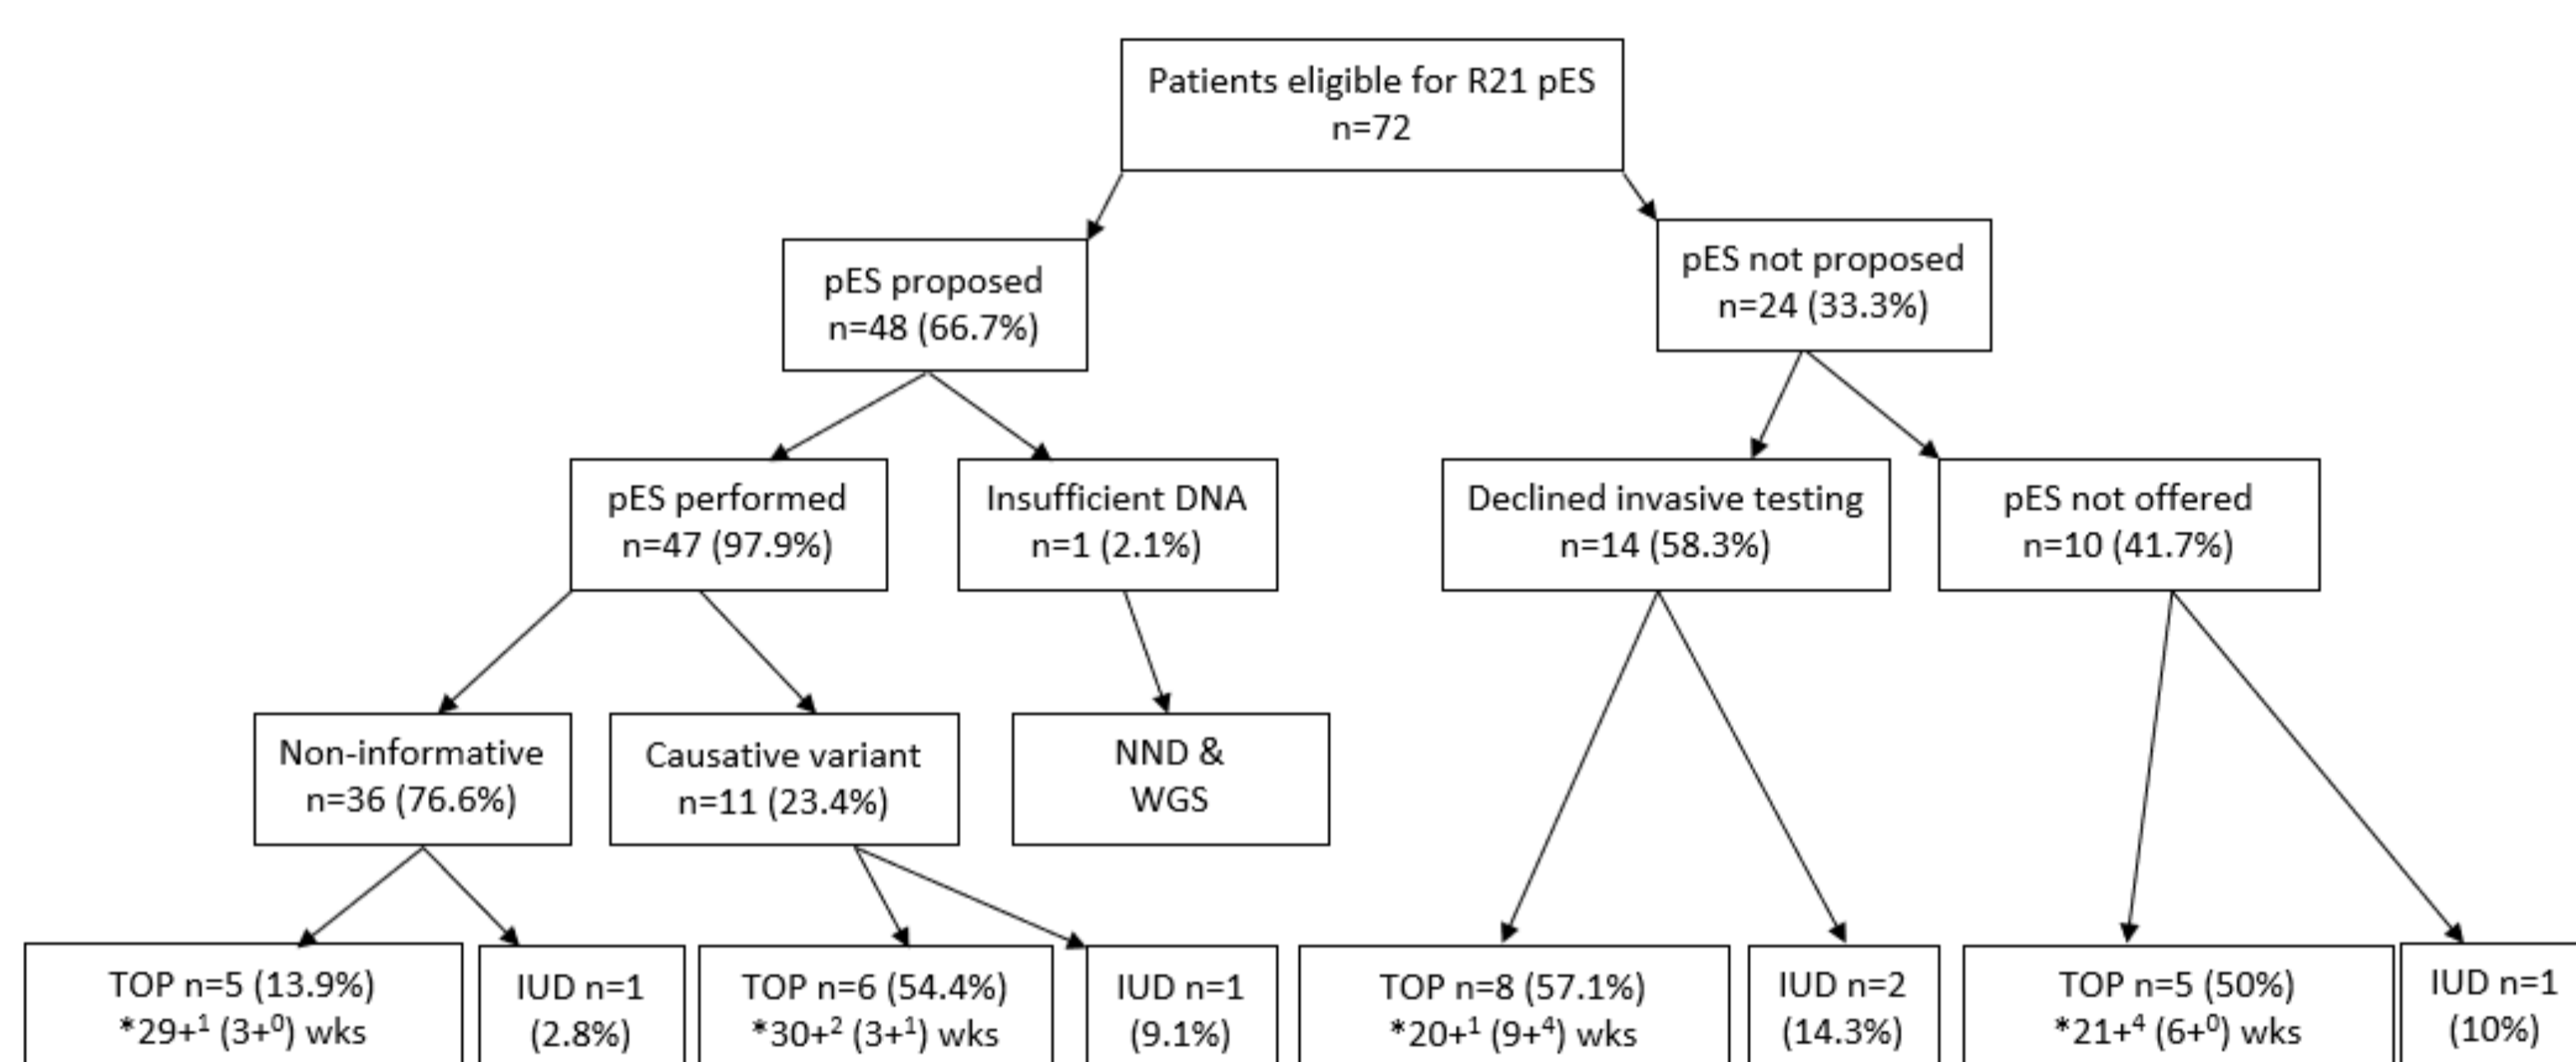 Patients eligible for R21 pES
n=72
pES proposed
n=48 (66.7%)
pES not proposed
n=24 (33.3%)
pES performed
n=47 (97.9%)
Insufficient DNA
n=1 (2.1%)
Declined invasive testing
n=14 (58.3%)
pES not offered
n=10 (41.7%)
Non-informative
n=36 (76.6%)
Causative variant
n=11 (23.4%)
NND &
WGS
TOP n=5 (13.9%)
*29+¹ (3+⁰) wks
IUD n=1
(2.8%)
TOP n=6 (54.4%)
*30+² (3+¹) wks
IUD n=1
(9.1%)
TOP n=8 (57.1%)
*20+¹ (9+⁴) wks
IUD n=2
(14.3%)
TOP n=5 (50%)
*21+⁴ (6+⁰) wks
IUD n=1
(10%)